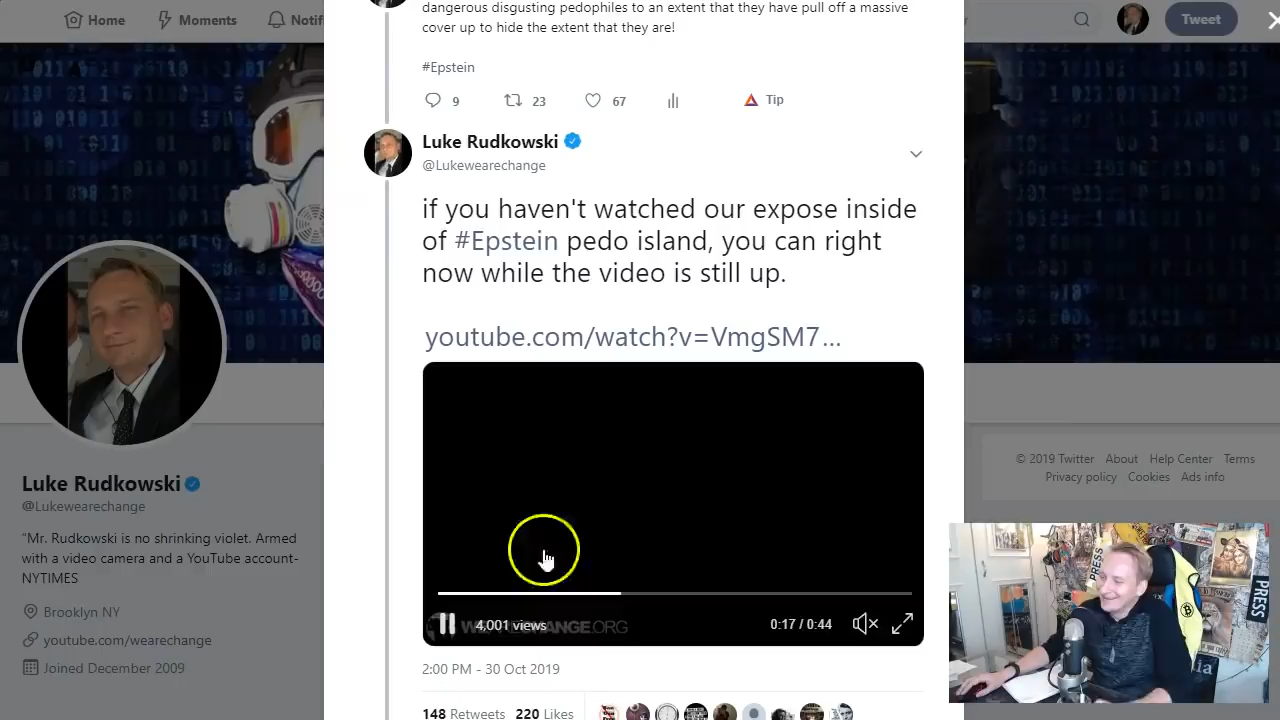 Home
Moments
Notif
Tweet
dangerous disgusting pedophiles to an extent that they have pull off a massive
cover up to hide the extent that they are!
#Epstein
9
23
67
Tip
Luke Rudkowski
@Lukewearechange
if you haven't watched our expose inside
of #Epstein pedo island, you can right
now while the video is still up.
youtube.com/watch?v=VmgSM7...
4,001 views
0:17 / 0:44
2:00 PM - 30 Oct 2019
148 Retweets 220 Likes
Luke Rudkowski
@Lukewearechange
"Mr. Rudkowski is no shrinking violet. Armed
with a video camera and a YouTube account-
NYTIMES
Brooklyn NY
youtube.com/wearechange
Joined December 2009
© 2019 Twitter About Help Center Terms
Privacy policy Cookies Ads info
PRESS
PRESS